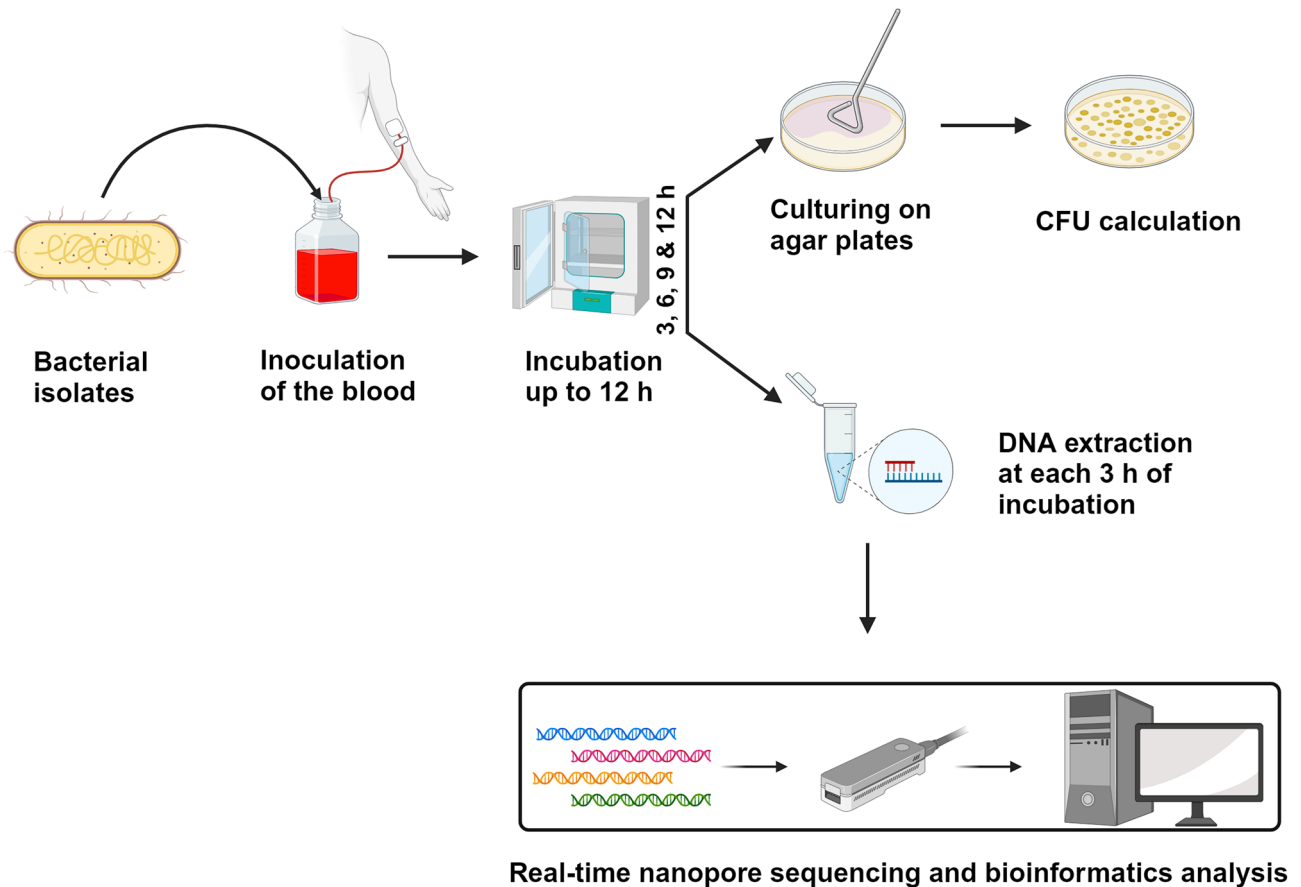 Bacterial
isolates
Inoculation
of the blood
Incubation
up to 12 h
3, 6, 9 & 12 h
Culturing on
agar plates
CFU calculation
DNA extraction
at each 3 h of
incubation
Real-time nanopore sequencing and bioinformatics analysis